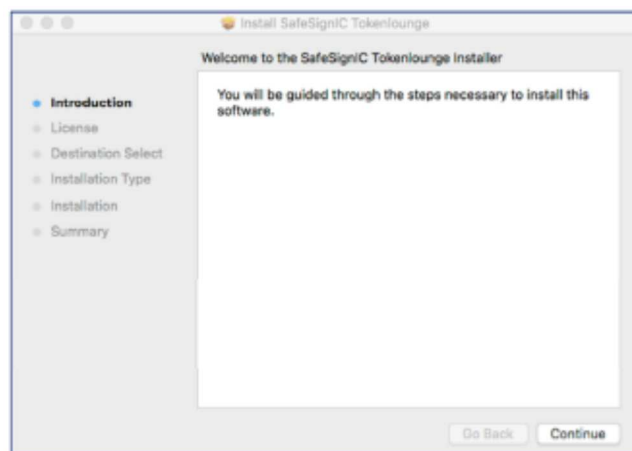 Install SafeSignIC Tokenlounge
Welcome to the SafeSignIC Tokenlounge Installer
Introduction
License
Destination Select
Installation Type
Installation
Summary
You will be guided through the steps necessary to install this
software.
Go Back
Continue